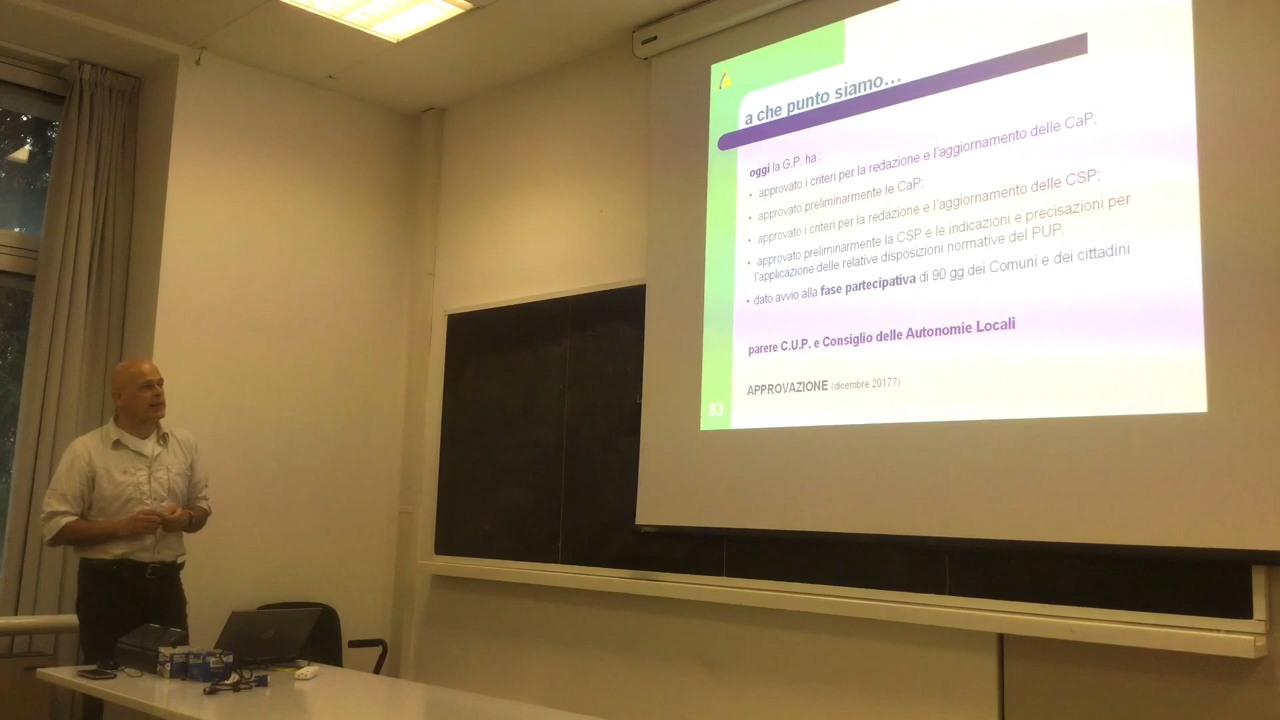 a che punto siamo...
oggi la G.P. ha :
• approvato i criteri per la redazione e l'aggiornamento delle CaP;
• approvato preliminarmente le CaP;
• approvato i criteri per la redazione e l'aggiornamento delle CSP;
• approvato preliminarmente la CSP e le indicazioni e precisazioni per
l'applicazione delle relative disposizioni normative del PUP.
• dato avvio alla fase partecipativa di 90 gg dei Comuni e dei cittadini
parere C.U.P. e Consiglio delle Autonomie Locali
APPROVAZIONE (dicembre 2017?)
83